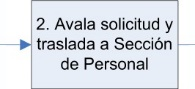 2. Avala solicitud y
traslada a Sección
de Personal